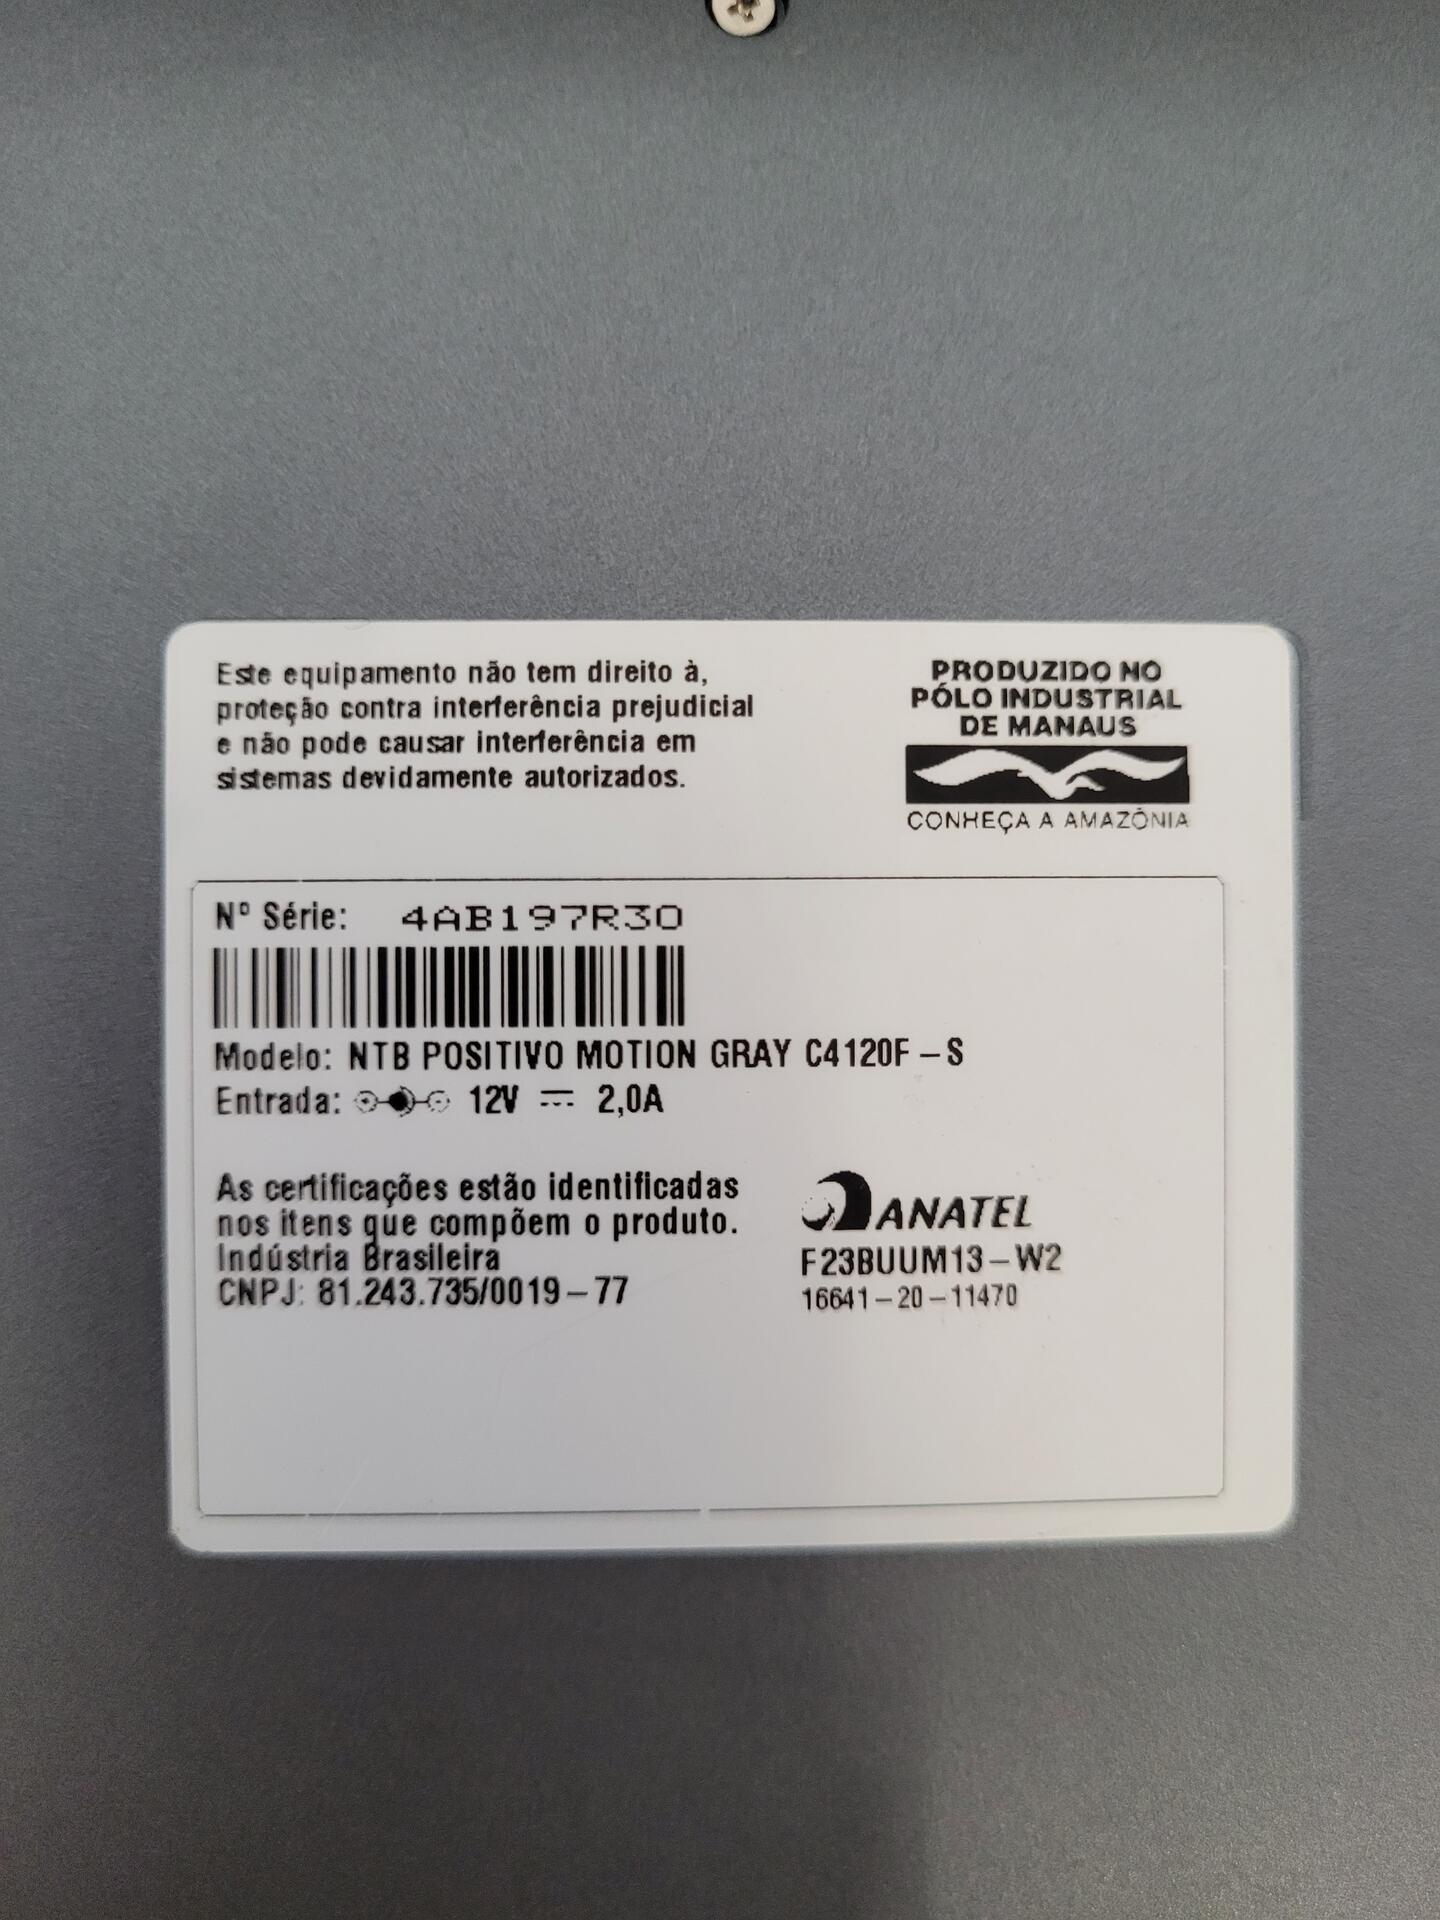 Este equipamento não tem direito à,
proteção contra interferência prejudicial
e não pode causar interferência em
sistemas devidamente autorizados.
PRODUZIDO NO
PÓLO INDUSTRIAL
DE MANAUS
CONHEÇA A AMAZÔNIA
Nº Série: 4AB197R3O
Modelo: NTB POSITIVO MOTION GRAY C4120F-S
Entrada: 12V 2,0A
As certificações estão identificadas
nos itens que compõem o produto.
Indústria Brasileira
CNPJ: 81.243.735/0019-77
ANATEL
F23BUUM13-W2
16641-20-11470